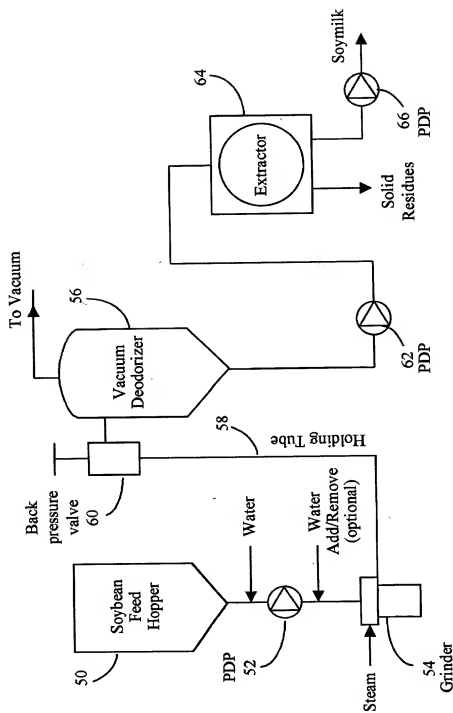 To Vacuum
Back
pressure
valve
60
Vacuum
Deodorizer
56
50
Soybean
Feed
Hopper
Water
PDP
52
Water
Add/Remove
(optional)
Steam
54
Grinder
58
Holding Tube
62
PDP
64
Extractor
Solid
Residues
66
PDP
Soymilk